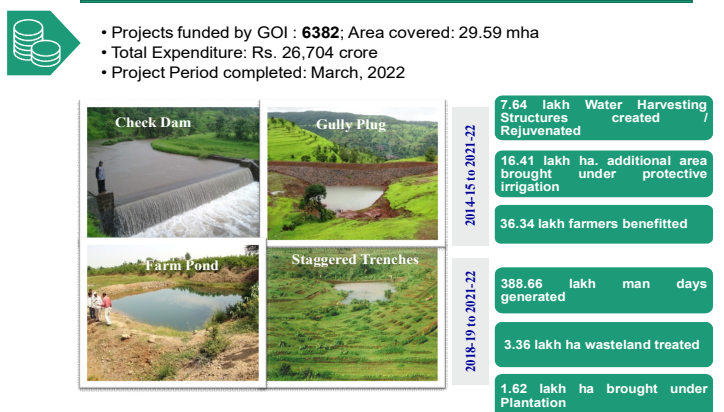 • Projects funded by GOI : 6382; Area covered: 29.59 mha
• Total Expenditure: Rs. 26,704 crore
• Project Period completed: March, 2022
Check Dam
Gully Plug
Farm Pond
Staggered Trenches
2014-15 to 2021-22
7.64 lakh Water Harvesting
Structures created /
Rejuvenated
16.41 lakh ha. additional area
brought under protective
irrigation
36.34 lakh farmers benefitted
2018-19 to 2021-22
388.66 lakh man days
generated
3.36 lakh ha wasteland treated
1.62 lakh ha brought under
Plantation